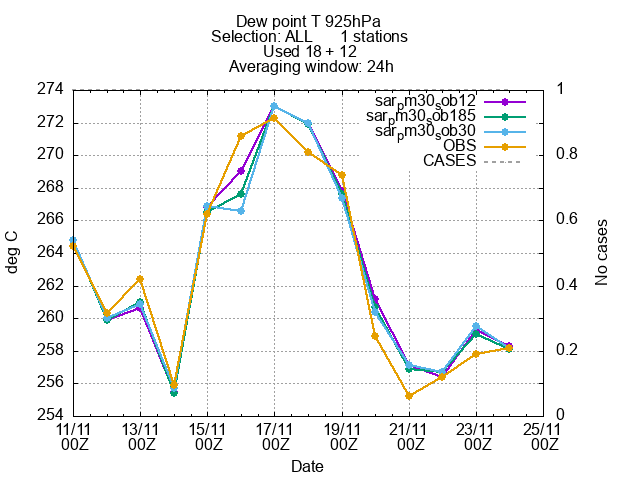 Dew point T 925hPa
Selection: ALL 1 stations
Used 18 + 12
Averaging window: 24h
274 1
sar_pm30_sob12
272
sar_pm30_sob185
sar_pm30_sob30
OBS
270 0.8
CASES
268
266 0.6
264
262 0.4
260
258 0.2
256
254 0
deg C
No cases
11/11 13/11 15/11 17/11 19/11 21/11 23/11 25/11
00Z 00Z 00Z 00Z 00Z 00Z 00Z 00Z
Date